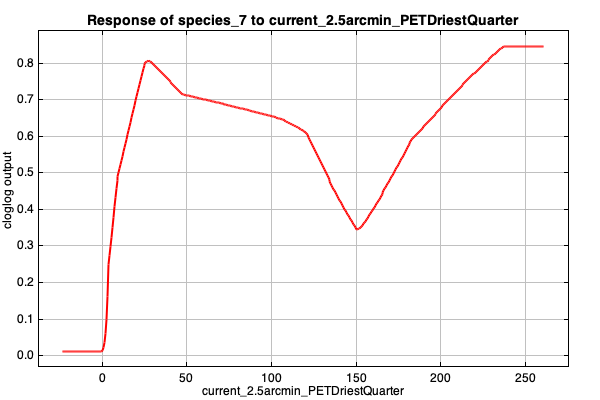 Response of species_7 to current_2.5arcmin_PETDriestQuarter
cloglog output
0.8
0.7
0.6
0.5
0.4
0.3
0.2
0.1
0.0
0 50 100 150 200 250
current_2.5arcmin_PETDriestQuarter